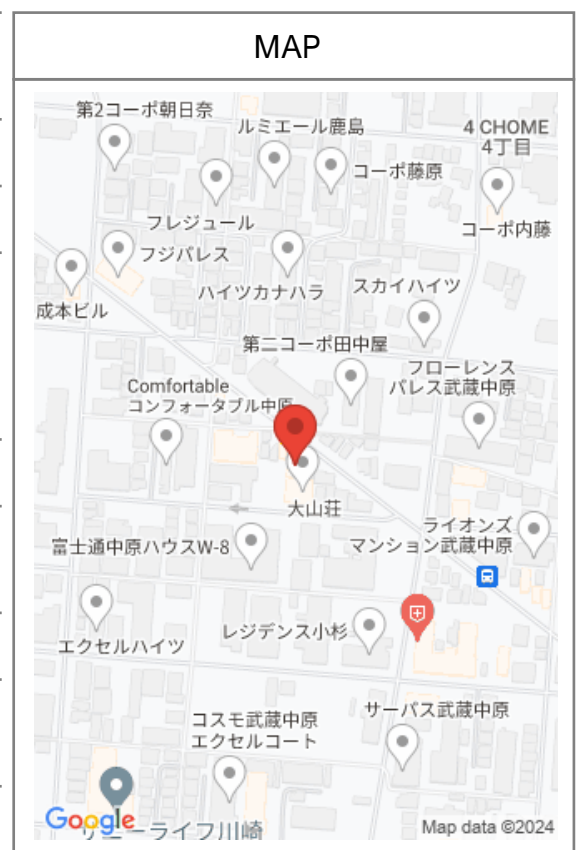 MAP
第2コーポ朝日奈
ルミエール鹿島
4 CHOME
4丁目
コーポ藤原
フレジュール
コーポ内藤
フジパレス
ハイツカナハラ
スカイハイツ
成本ビル
第二コーポ田中屋
フローレンス
パレス武蔵中原
Comfortable
コンフォータブル中原
大山荘
ライオンズ
マンション武蔵中原
富士通中原ハウスW-8
レジデンス小杉
エクセルハイツ
サーパス武蔵中原
コスモ武蔵中原
エクセルコート
Google
ーライフ川崎
Map data ©2024